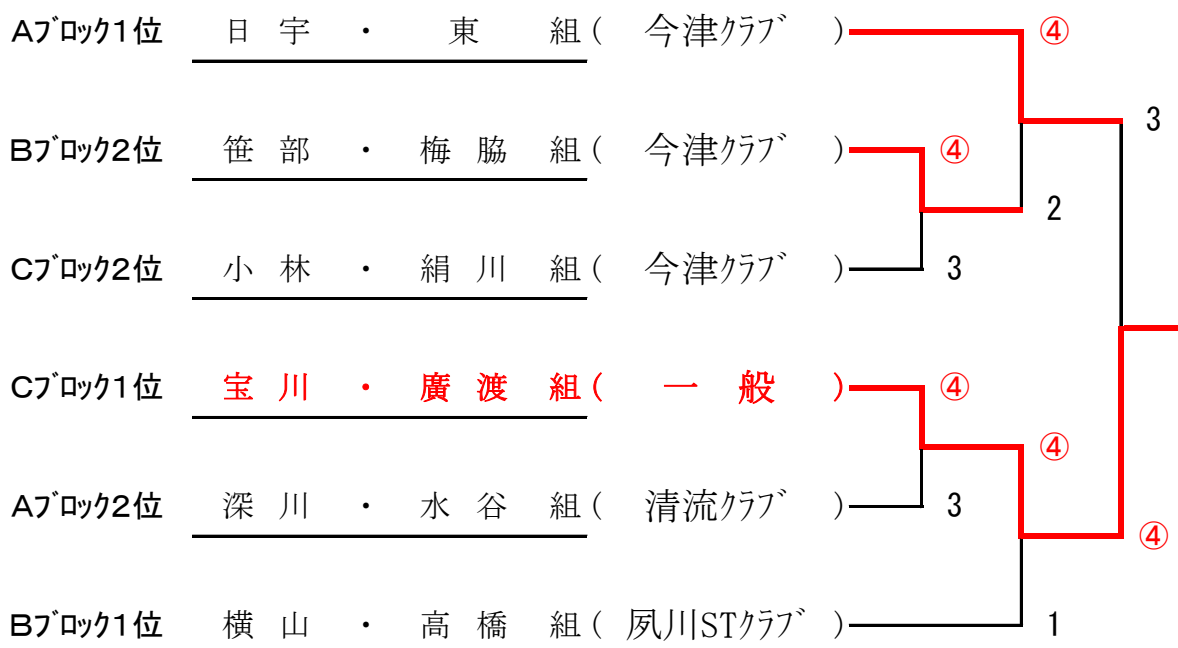 Aﾌﾞﾛｯｸ1位 日 宇 ・ 東 組 ( 今津ｸﾗﾌﾞ ) ④
3
Bﾌﾞﾛｯｸ2位 笹 部 ・ 梅 脇 組 ( 今津ｸﾗﾌﾞ ) ④
2
Cﾌﾞﾛｯｸ2位 小 林 ・ 絹 川 組 ( 今津ｸﾗﾌﾞ ) 3
Cﾌﾞﾛｯｸ1位 宝 川 ・ 廣 渡 組 ( 一 般 ) ④
④
Aﾌﾞﾛｯｸ2位 深 川 ・ 水 谷 組 ( 清流ｸﾗﾌﾞ ) 3
④
Bﾌﾞﾛｯｸ1位 横 山 ・ 高 橋 組 ( 夙川STｸﾗﾌﾞ ) 1